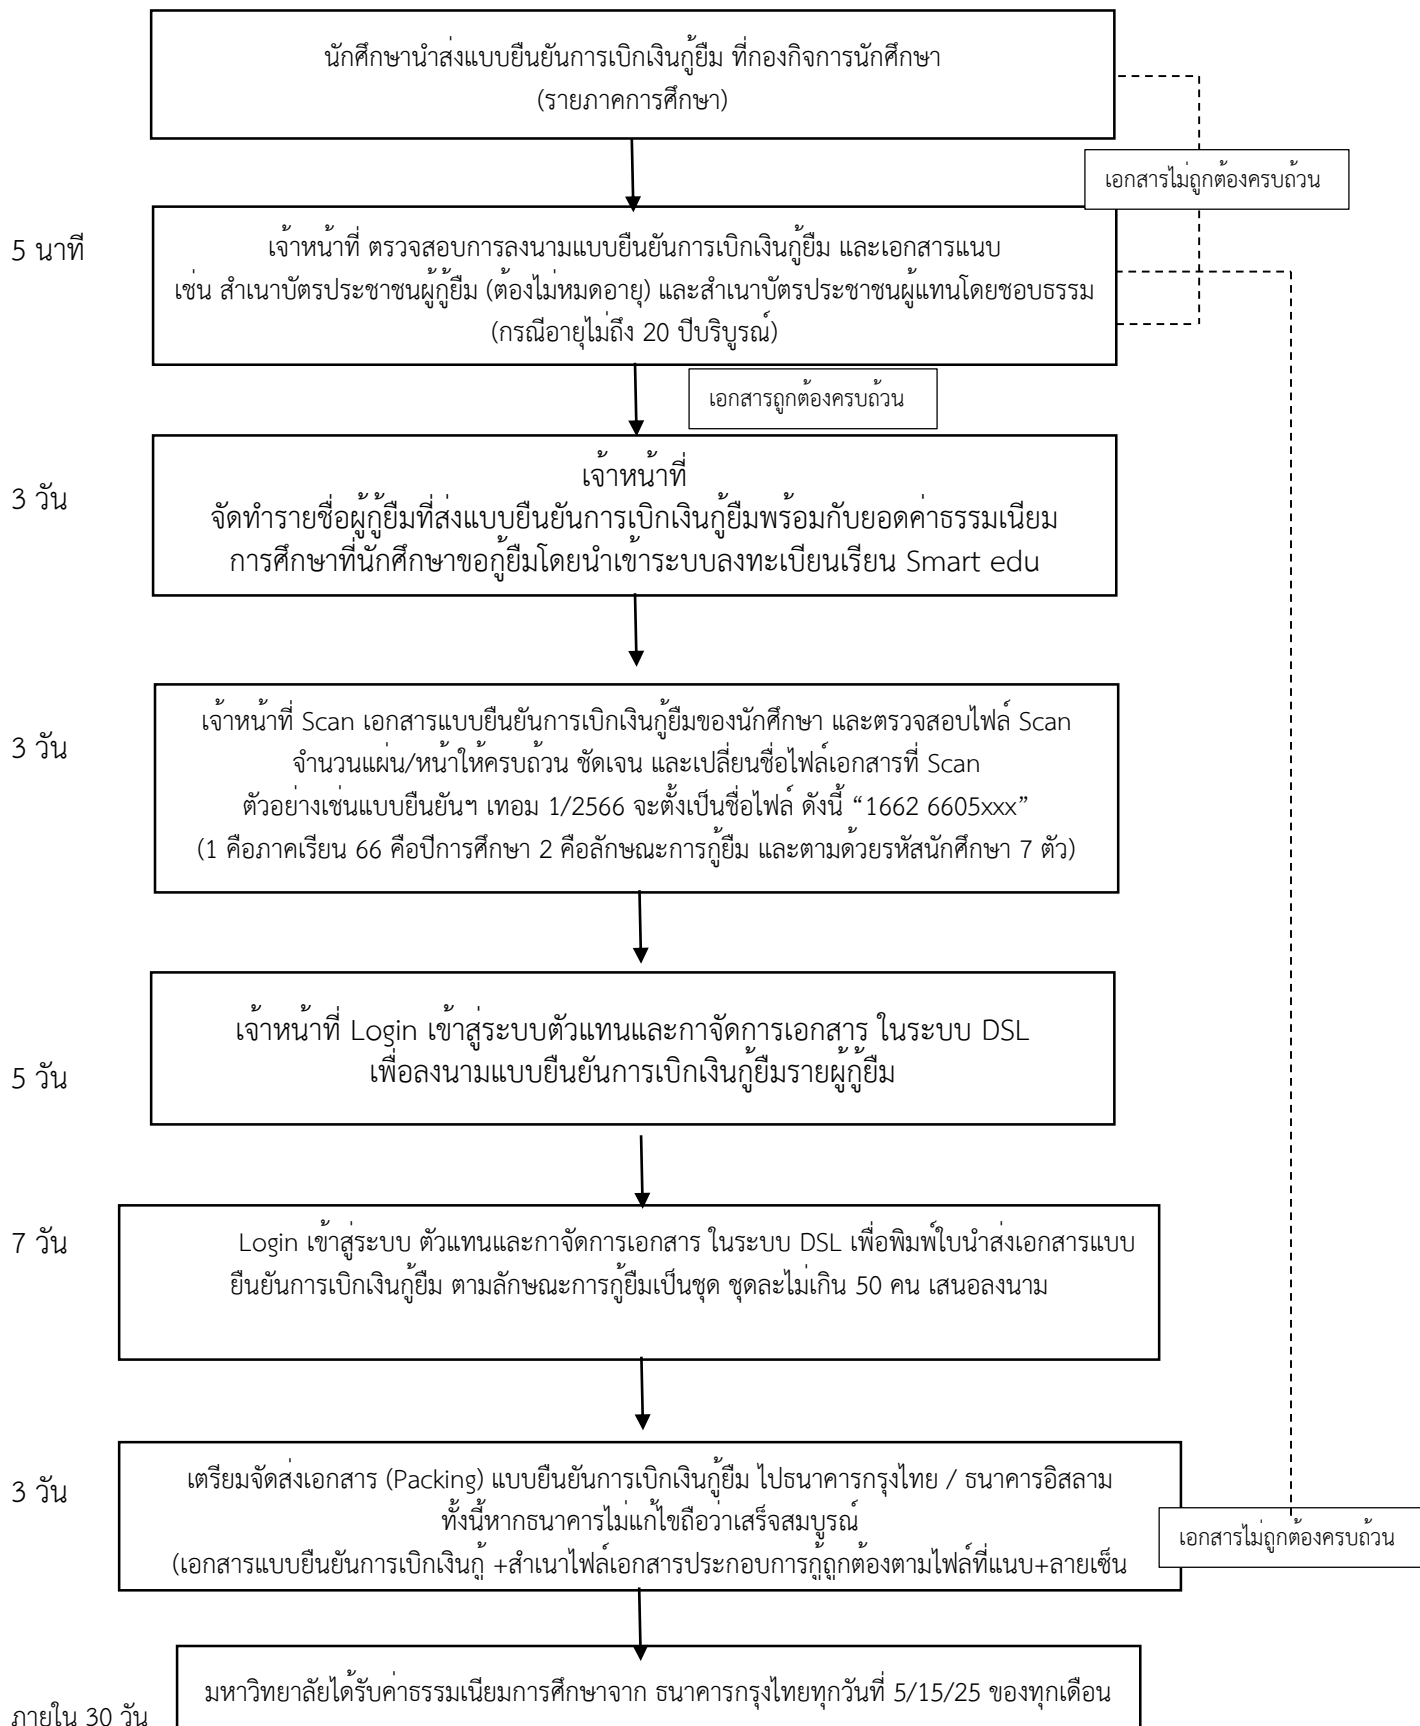 นักศึกษานำส่งแบบยืนยันการเบิกเงินกู้ยืม ที่กองกิจการนักศึกษา
(รายภาคการศึกษา)
เอกสารไม่ถูกต้องครบถ้วน
5 นาที
เจ้าหน้าที่ ตรวจสอบการลงนามแบบยืนยันการเบิกเงินกู้ยืม และเอกสารแนบ
เช่น สำเนาบัตรประชาชนผู้กู้ยืม (ต้องไม่หมดอายุ) และสำเนาบัตรประชาชนผู้แทนโดยชอบธรรม
(กรณีอายุไม่ถึง 20 ปีบริบูรณ์)
เอกสารถูกต้องครบถ้วน
3 วัน
เจ้าหน้าที่
จัดทำรายชื่อผู้กู้ยืมที่ส่งแบบยืนยันการเบิกเงินกู้ยืมพร้อมกับยอดค่าธรรมเนียม
การศึกษาที่นักศึกษาขอกู้ยืมโดยนำเข้าระบบลงทะเบียนเรียน Smart edu
3 วัน
เจ้าหน้าที่ Scan เอกสารแบบยืนยันการเบิกเงินกู้ยืมของนักศึกษา และตรวจสอบไฟล์ Scan
จำนวนแผ่น/หน้าให้ครบถ้วน ชัดเจน และเปลี่ยนชื่อไฟล์เอกสารที่ Scan
ตัวอย่างเช่นแบบยืนยันฯ เทอม 1/2566 จะตั้งเป็นชื่อไฟล์ ดังนี้ “1662 6605xxx”
(1 คือภาคเรียน 66 คือปีการศึกษา 2 คือลักษณะการกู้ยืม และตามด้วยรหัสนักศึกษา 7 ตัว)
5 วัน
เจ้าหน้าที่ Login เข้าสู่ระบบตัวแทนและกาจัดการเอกสาร ในระบบ DSL
เพื่อลงนามแบบยืนยันการเบิกเงินกู้ยืมรายผู้กู้ยืม
7 วัน
Login เข้าสู่ระบบ ตัวแทนและกาจัดการเอกสาร ในระบบ DSL เพื่อพิมพ์ใบนำส่งเอกสารแบบ
ยืนยันการเบิกเงินกู้ยืม ตามลักษณะการกู้ยืมเป็นชุด ชุดละไม่เกิน 50 คน เสนอลงนาม
3 วัน
เตรียมจัดส่งเอกสาร (Packing) แบบยืนยันการเบิกเงินกู้ยืม ไปธนาคารกรุงไทย / ธนาคารอิสลาม
ทั้งนี้หากธนาคารไม่แก้ไขถือว่าเสร็จสมบูรณ์
(เอกสารแบบยืนยันการเบิกเงินกู้ +สำเนาไฟล์เอกสารประกอบการกู้ถูกต้องตามไฟล์ที่แนบ+ลายเซ็น
เอกสารไม่ถูกต้องครบถ้วน
ภายใน 30 วัน
มหาวิทยาลัยได้รับค่าธรรมเนียมการศึกษาจาก ธนาคารกรุงไทยทุกวันที่ 5/15/25 ของทุกเดือน